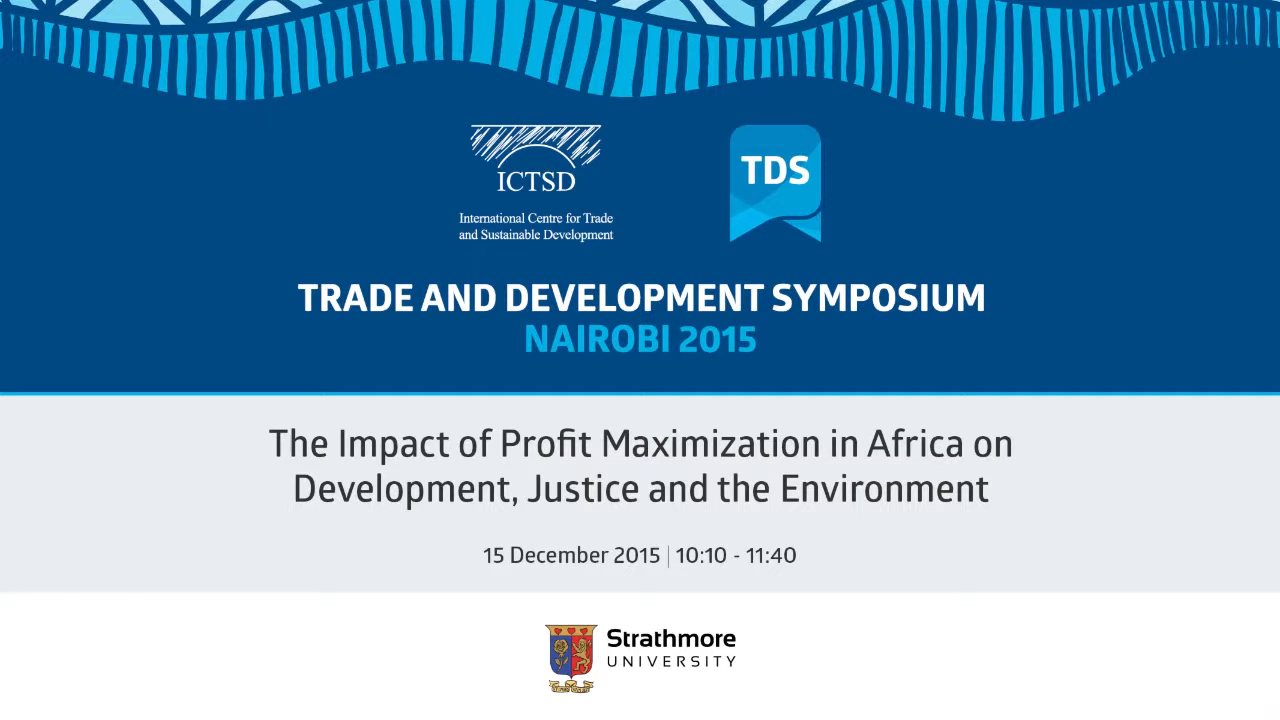 ICTSD
International Centre for Trade
and Sustainable Development
TDS
TRADE AND DEVELOPMENT SYMPOSIUM
NAIROBI 2015
The Impact of Profit Maximization in Africa on
Development, Justice and the Environment
15 December 2015 | 10:10 - 11:40
Strathmore
UNIVERSITY